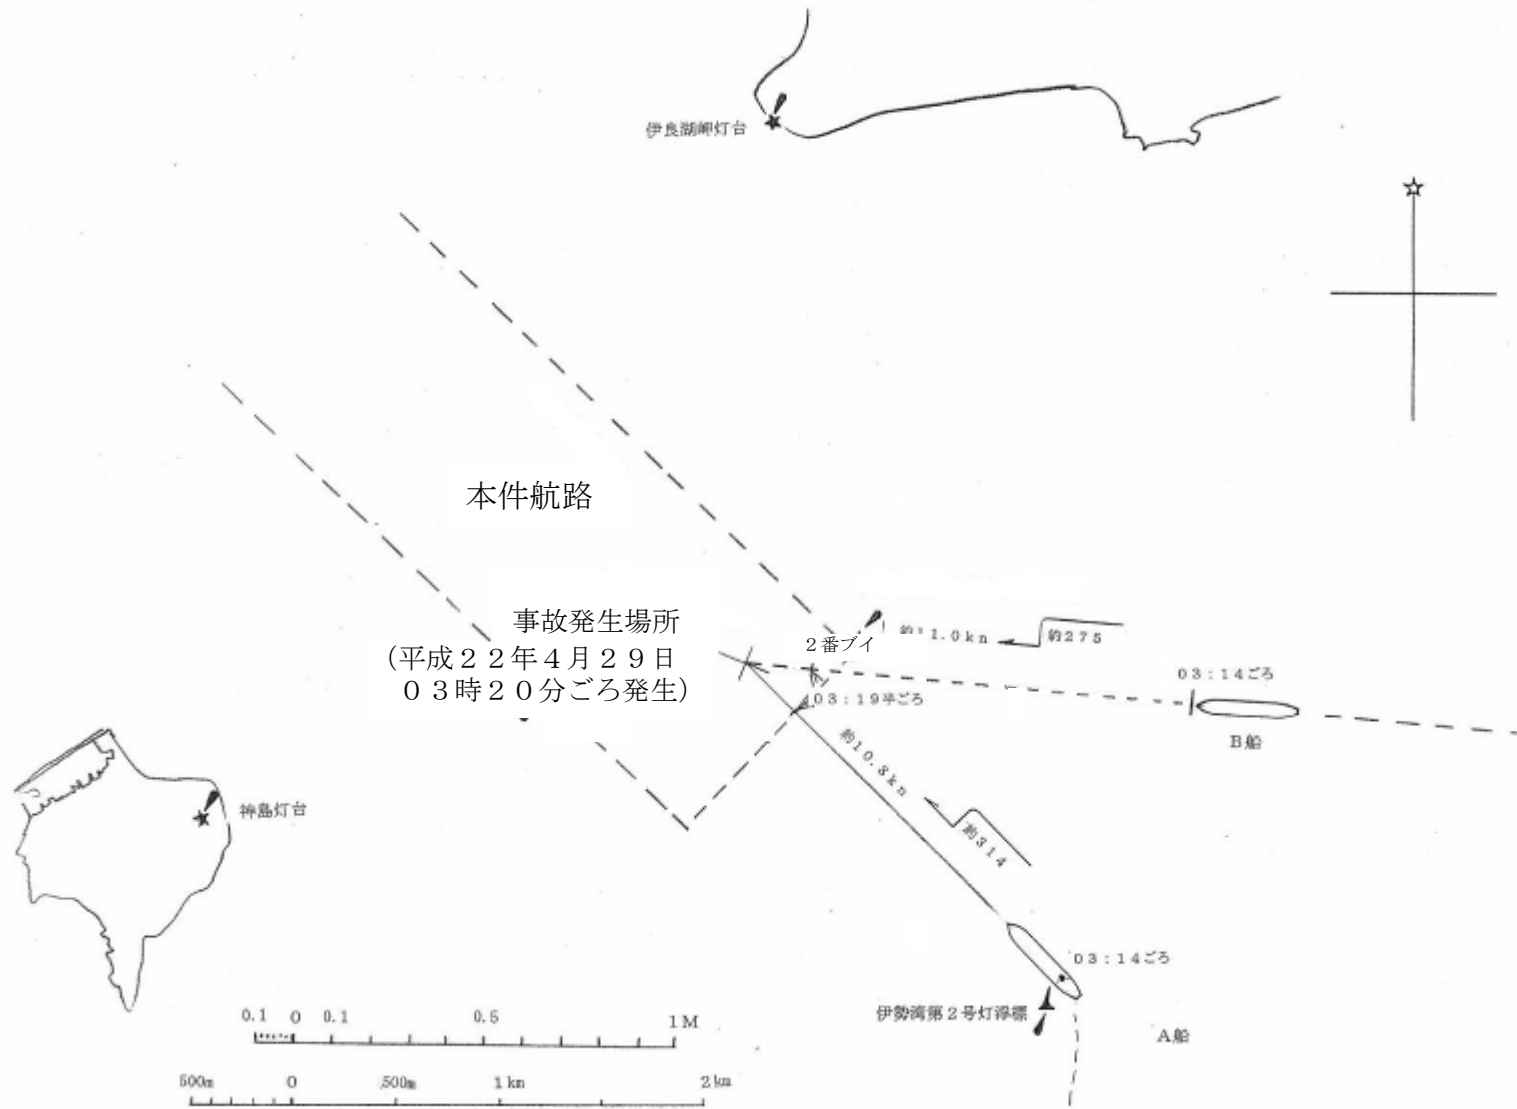 伊良湖岬灯台
本件航路
事故発生場所
(平成22年4月29日
03時20分ごろ発生)
2番ブイ
約11.0kn
約275
03:14ごろ
B船
03:19半ごろ
約10.3kn
約314
神島灯台
03:14ごろ
伊勢湾第2号灯浮標
A船
0.1 0 0.1 0.5 1M
500m 0 500m 1km 2km